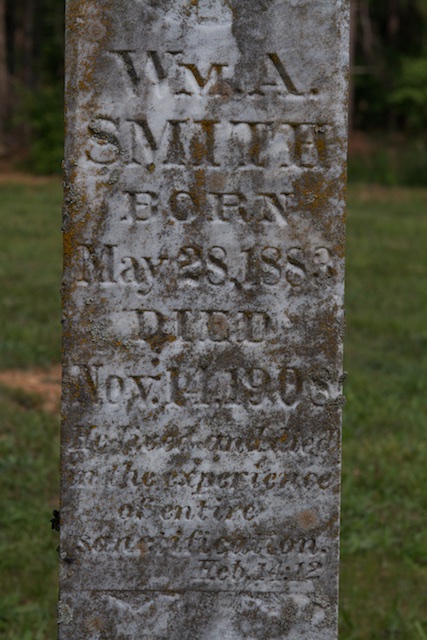 Wm. A.
SMITH
BORN
May 28, 1883
DIED
Nov. 14, 1908
He lived and died
in the experience
of entire
sanctification.
Heb. 14:12